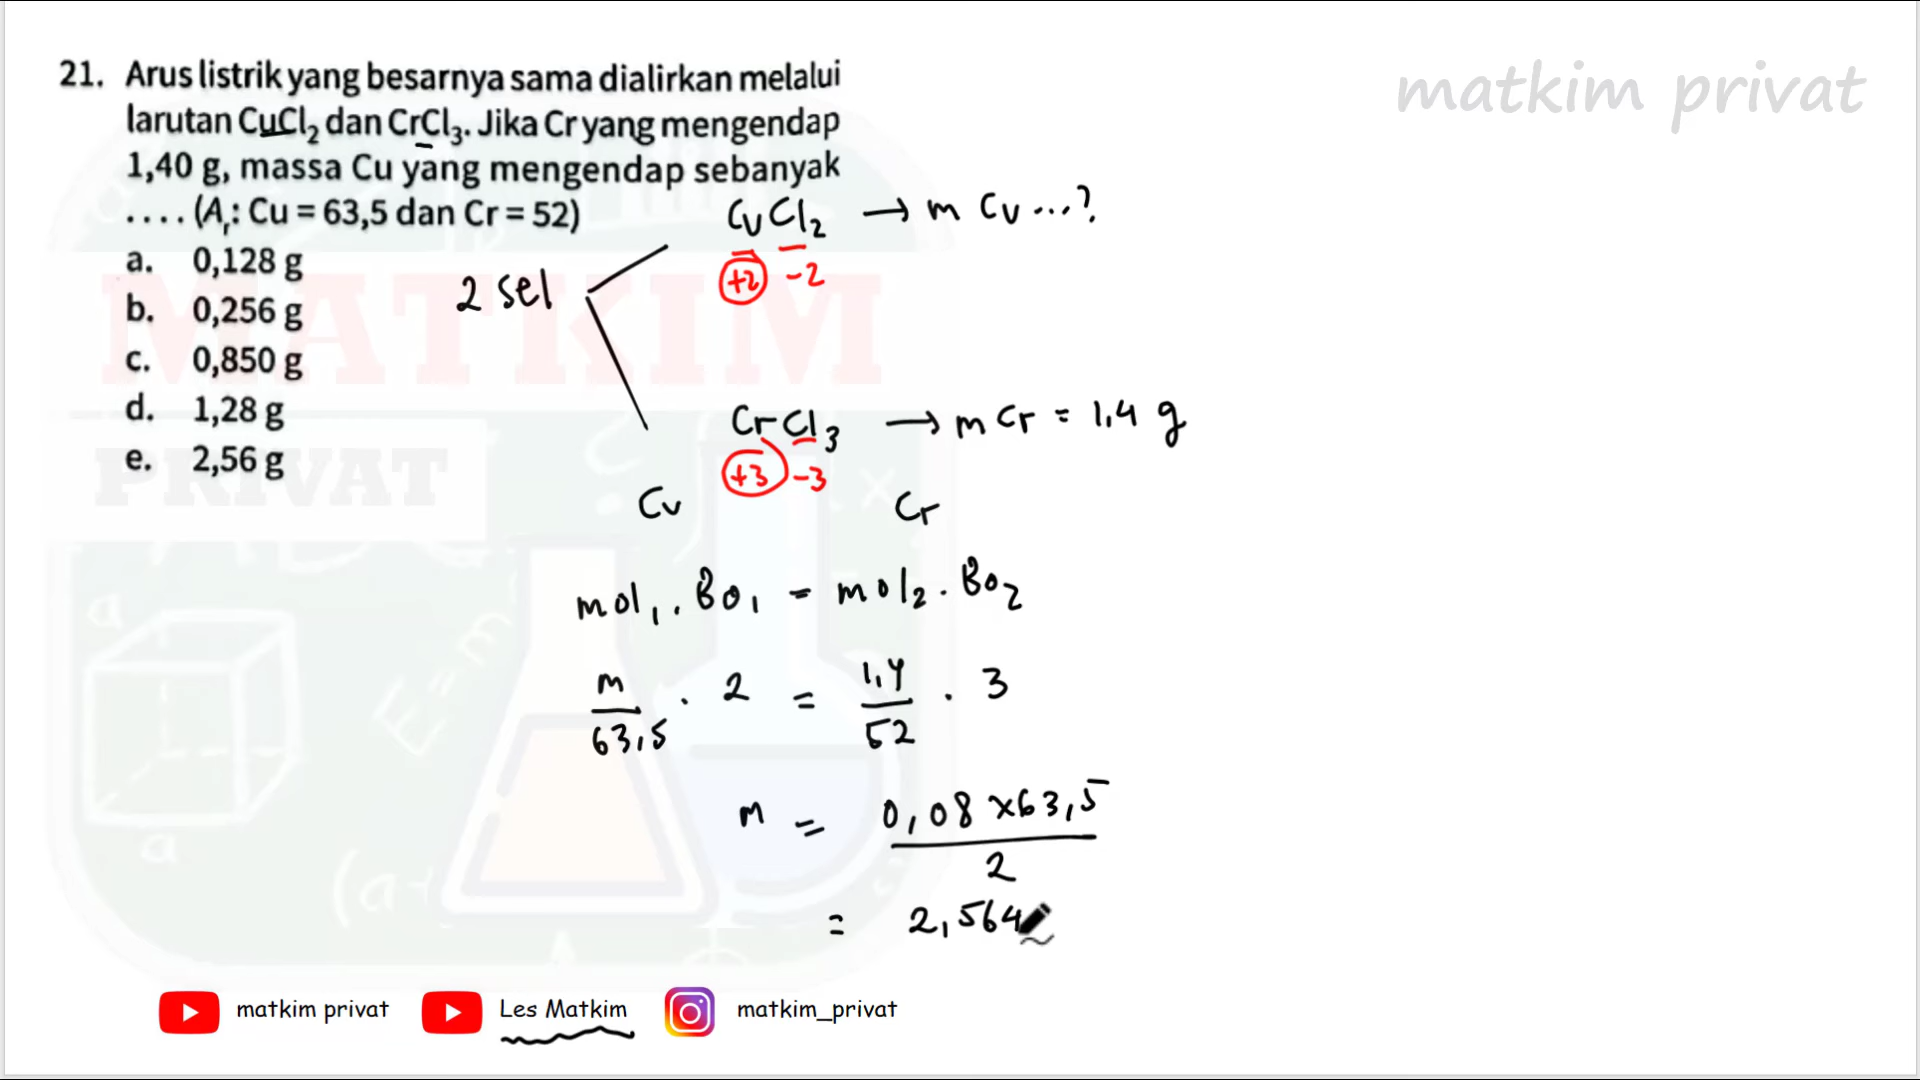 matkim privat
21. Arus listrik yang besarnya sama dialirkan melalui
larutan CuCl₂ dan CrCl₃. Jika Cr yang mengendap
1,40 g, massa Cu yang mengendap sebanyak
.... (Aᵣ: Cu = 63,5 dan Cr = 52)
a. 0,128 g
b. 0,256 g
c. 0,850 g
d. 1,28 g
e. 2,56 g
2 sel
CuCl₂ → m Cu ...?
+2 -2
CrCl₃ → m Cr = 1,4 g
+3 -3
Cu Cr
mol₁ . Bo₁ = mol₂ . Bo₂
m/63,5 . 2 = 1,4/52 . 3
m = 0,08 × 63,5 / 2
= 2,564
MATKIM
PRIVAT
a
E=m
a
(a+
matkim privat Les Matkim matkim_privat